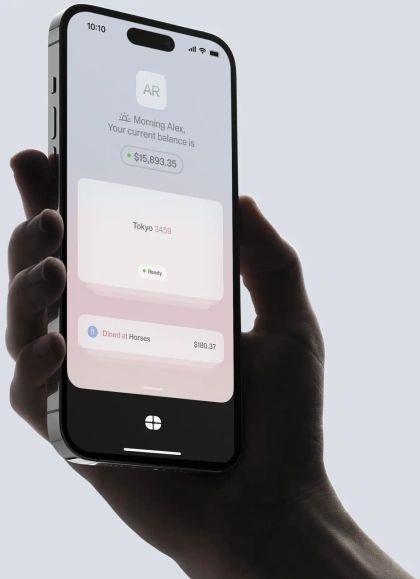 10:10
AR
Morning Alex,
Your current balance is
$15,893.35
Tokyo 3459
Ready
Dined at Horses
$180.37